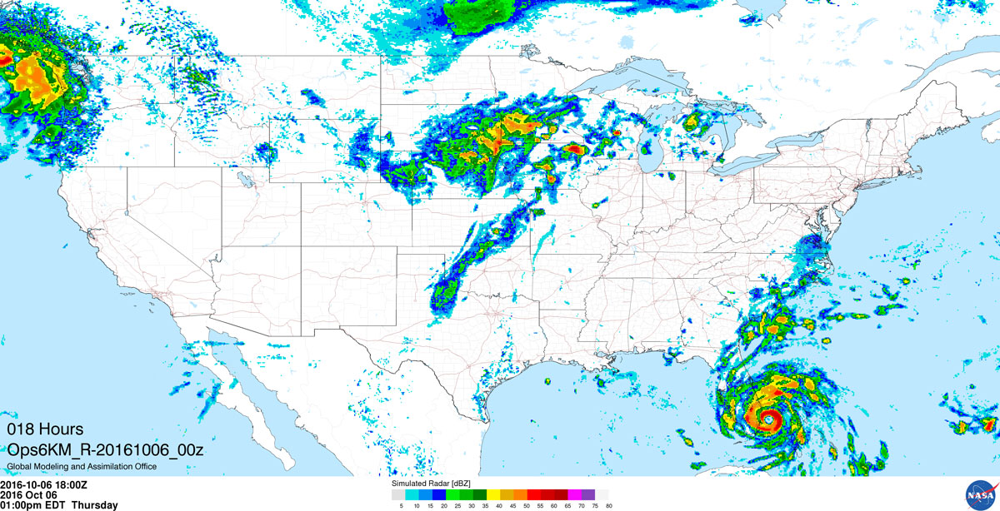 018 Hours
Ops6KM_R-20161006_00z
Global Modeling and Assimilation Office
2016-10-06 18:00Z
2016 Oct 06
01:00pm EDT Thursday
Simulated Radar [dBZ]
5 10 15 20 25 30 35 40 45 50 55 60 65 70 75 80
NASA